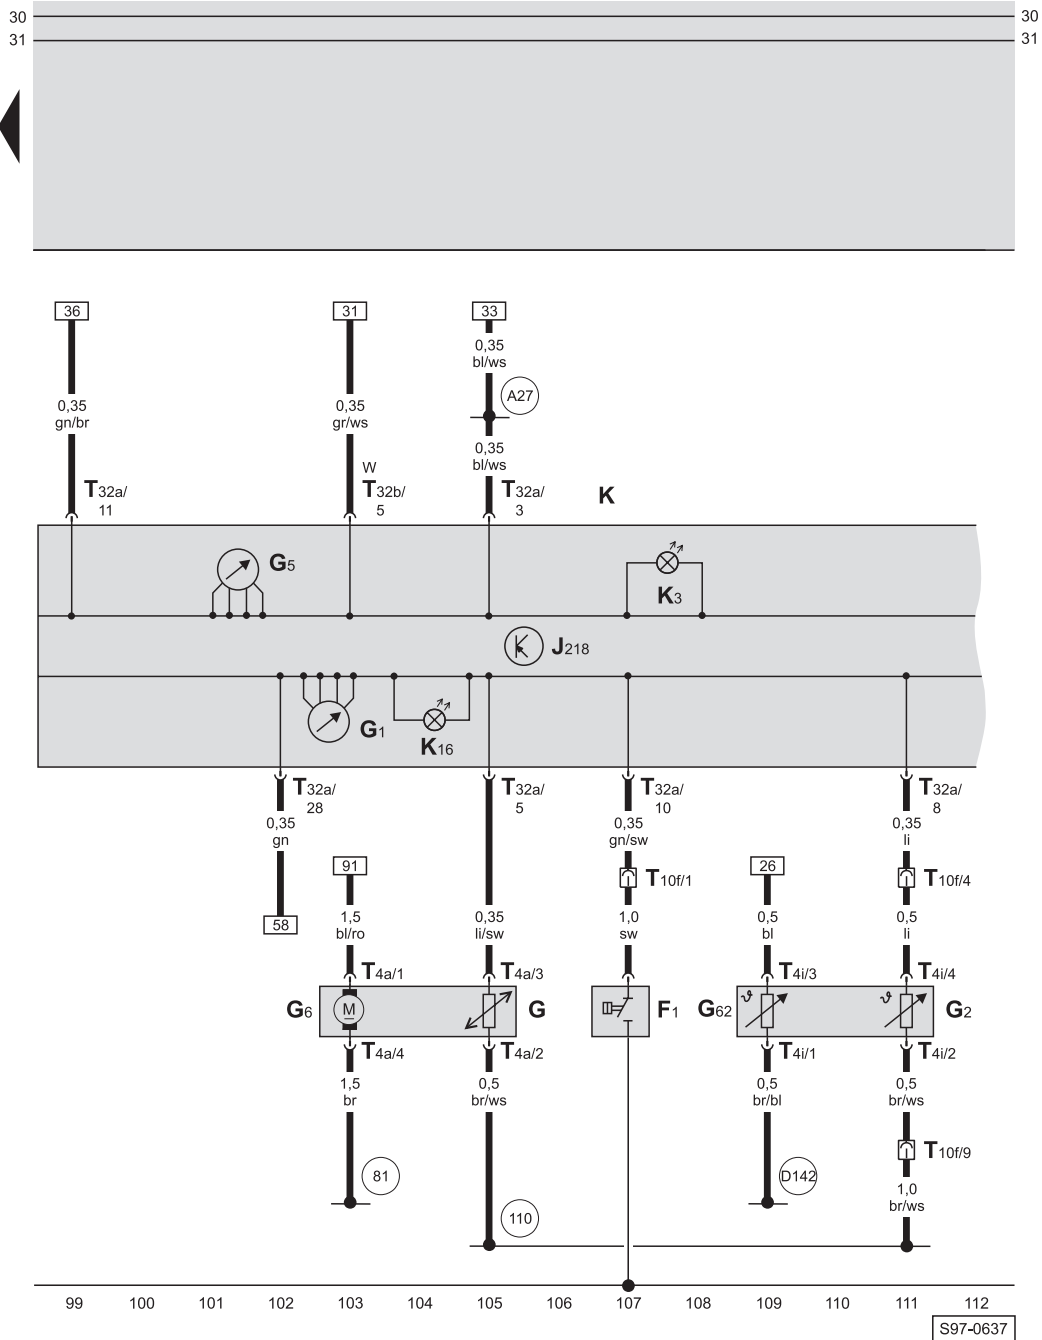 30 30
31 31
36 31 33
0,35
bl/ws
A27
0,35 0,35
gn/br gr/ws
0,35
bl/ws
W
T32a/ T32b/ T32a/ K
11 5 3
G5
K3
J218
G1
K16
T32a/ T32a/ T32a/ T32a/
28 5 10 8
0,35 0,35 0,35
gn gn/sw li
91 26
T10f/1 T10f/4
58
1,5 0,35 1,0 0,5 0,5
bl/ro li/sw sw bl li
T4a/1 T4a/3 T4i/3 T4i/4
G6 M G F1 G62 ϑ ϑ G2
T4a/4 T4a/2 T4i/1 T4i/2
1,5 0,5 0,5 0,5
br br/ws br/bl br/ws
T10f/9
81 D142
1,0
br/ws
110
99 100 101 102 103 104 105 106 107 108 109 110 111 112
S97-0637